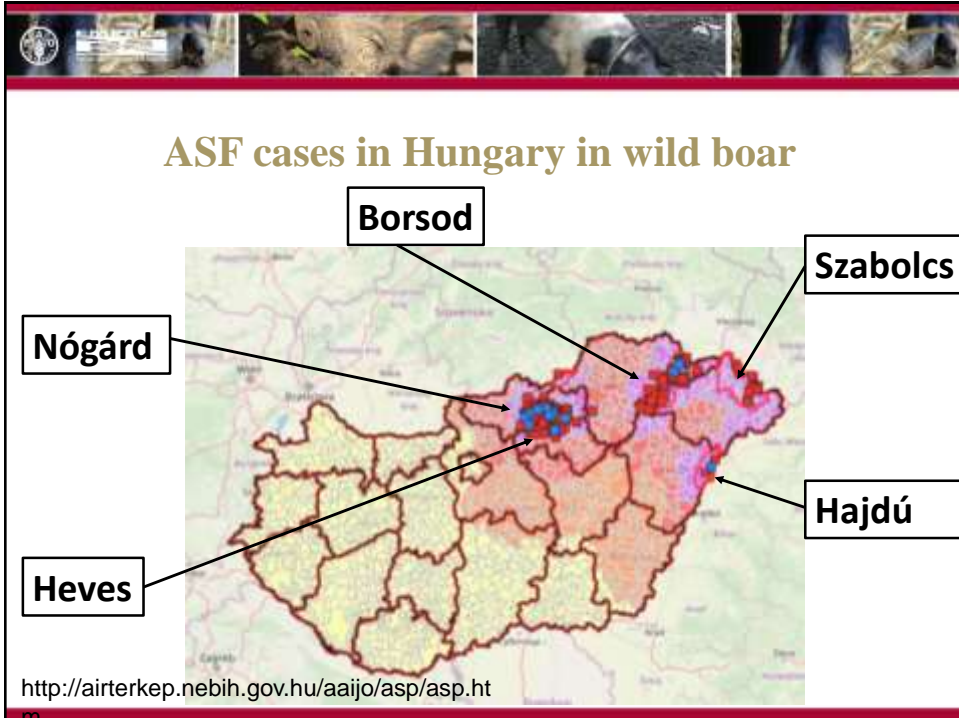 ASF cases in Hungary in wild boar
Borsod
Szabolcs
Nógárd
Hajdú
Heves
http://airterkep.nebih.gov.hu/aaijo/asp/asp.ht
m